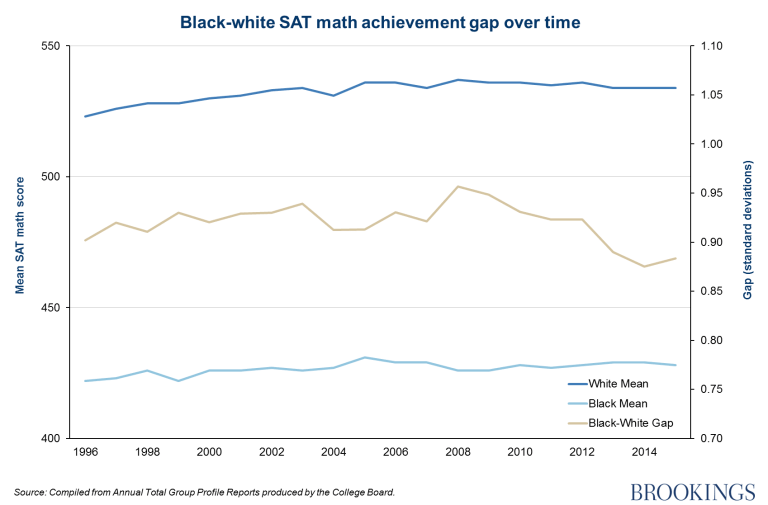 Black-white SAT math achievement gap over time
550
500
450
400
Mean SAT math score
1.10
1.05
1.00
0.95
0.90
0.85
0.80
0.75
0.70
Gap (standard deviations)
White Mean
Black Mean
Black-White Gap
1996 1998 2000 2002 2004 2006 2008 2010 2012 2014
Source: Compiled from Annual Total Group Profile Reports produced by the College Board.
BROOKINGS